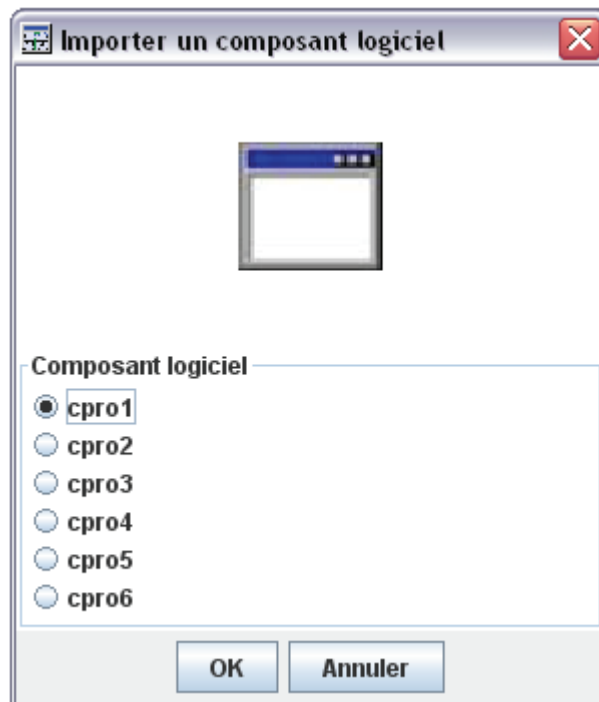 Importer un composant logiciel
Composant logiciel
cpro1
cpro2
cpro3
cpro4
cpro5
cpro6
OK Annuler